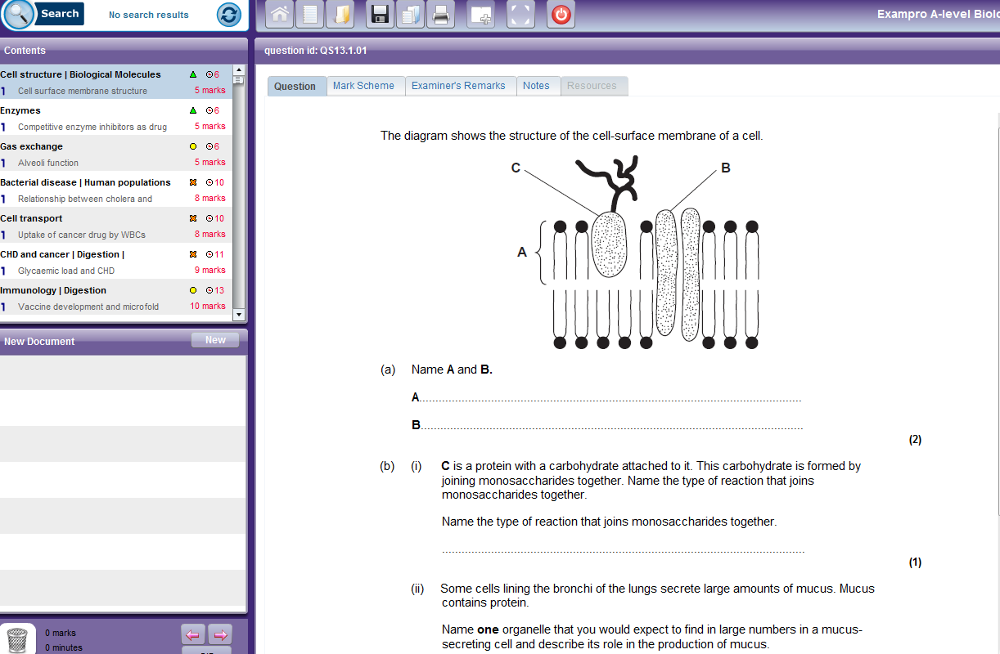 Search
No search results
Exampro A-level Biolo
Contents
question id: QS13.1.01
Cell structure | Biological Molecules
6
1 Cell surface membrane structure
5 marks
Enzymes
6
1 Competitive enzyme inhibitors as drug
5 marks
Gas exchange
6
1 Alveoli function
5 marks
Bacterial disease | Human populations
10
1 Relationship between cholera and
8 marks
Cell transport
10
1 Uptake of cancer drug by WBCs
8 marks
CHD and cancer | Digestion |
11
1 Glycaemic load and CHD
9 marks
Immunology | Digestion
13
1 Vaccine development and microfold
10 marks
New Document
New
0 marks
0 minutes
Question
Mark Scheme
Examiner's Remarks
Notes
Resources
The diagram shows the structure of the cell-surface membrane of a cell.
C
B
A
(a) Name A and B.
A....................................................................................................
B....................................................................................................
(2)
(b) (i) C is a protein with a carbohydrate attached to it. This carbohydrate is formed by
joining monosaccharides together. Name the type of reaction that joins
monosaccharides together.
Name the type of reaction that joins monosaccharides together.
....................................................................................................
(1)
(ii) Some cells lining the bronchi of the lungs secrete large amounts of mucus. Mucus
contains protein.
Name one organelle that you would expect to find in large numbers in a mucus-
secreting cell and describe its role in the production of mucus.